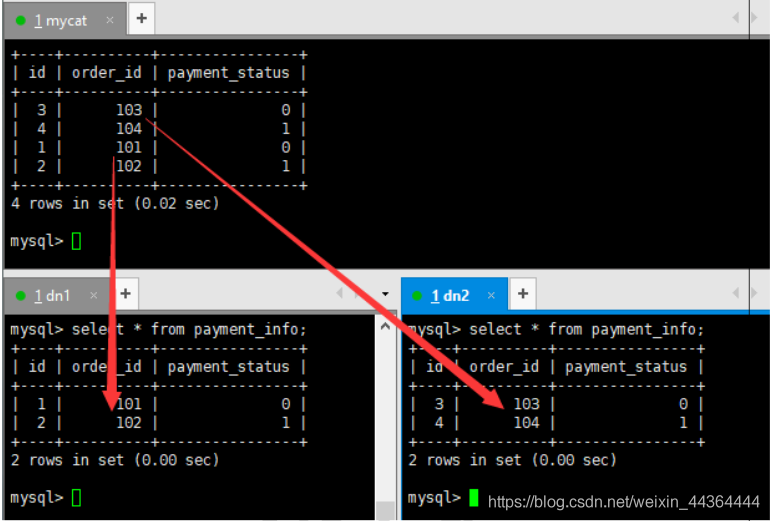 1 mycat × +
+----+----------+----------------+
| id | order_id | payment_status |
+----+----------+----------------+
| 3 | 103 | 0 |
| 4 | 104 | 1 |
| 1 | 101 | 0 |
| 2 | 102 | 1 |
+----+----------+----------------+
4 rows in set (0.02 sec)
mysql>
1 dn1 × +
mysql> select * from payment_info;
+----+----------+----------------+
| id | order_id | payment_status |
+----+----------+----------------+
| 1 | 101 | 0 |
| 2 | 102 | 1 |
+----+----------+----------------+
2 rows in set (0.00 sec)
mysql>
1 dn2 × +
mysql> select * from payment_info;
+----+----------+----------------+
| id | order_id | payment_status |
+----+----------+----------------+
| 3 | 103 | 0 |
| 4 | 104 | 1 |
+----+----------+----------------+
2 rows in set (0.00 sec)
mysql>
https://blog.csdn.net/weixin_44364444